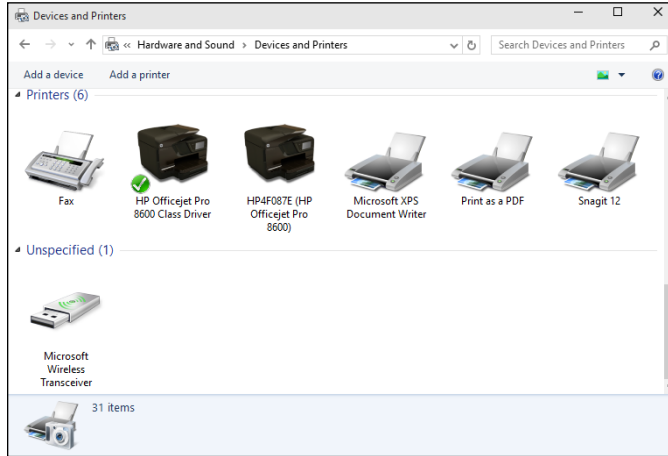 Devices and Printers
« Hardware and Sound › Devices and Printers
Search Devices and Printers
Add a device Add a printer
Printers (6)
Fax
HP Officejet Pro
8600 Class Driver
HP4F087E (HP
Officejet Pro
8600)
Microsoft XPS
Document Writer
Print as a PDF
Snagit 12
Unspecified (1)
Microsoft
Wireless
Transceiver
31 items